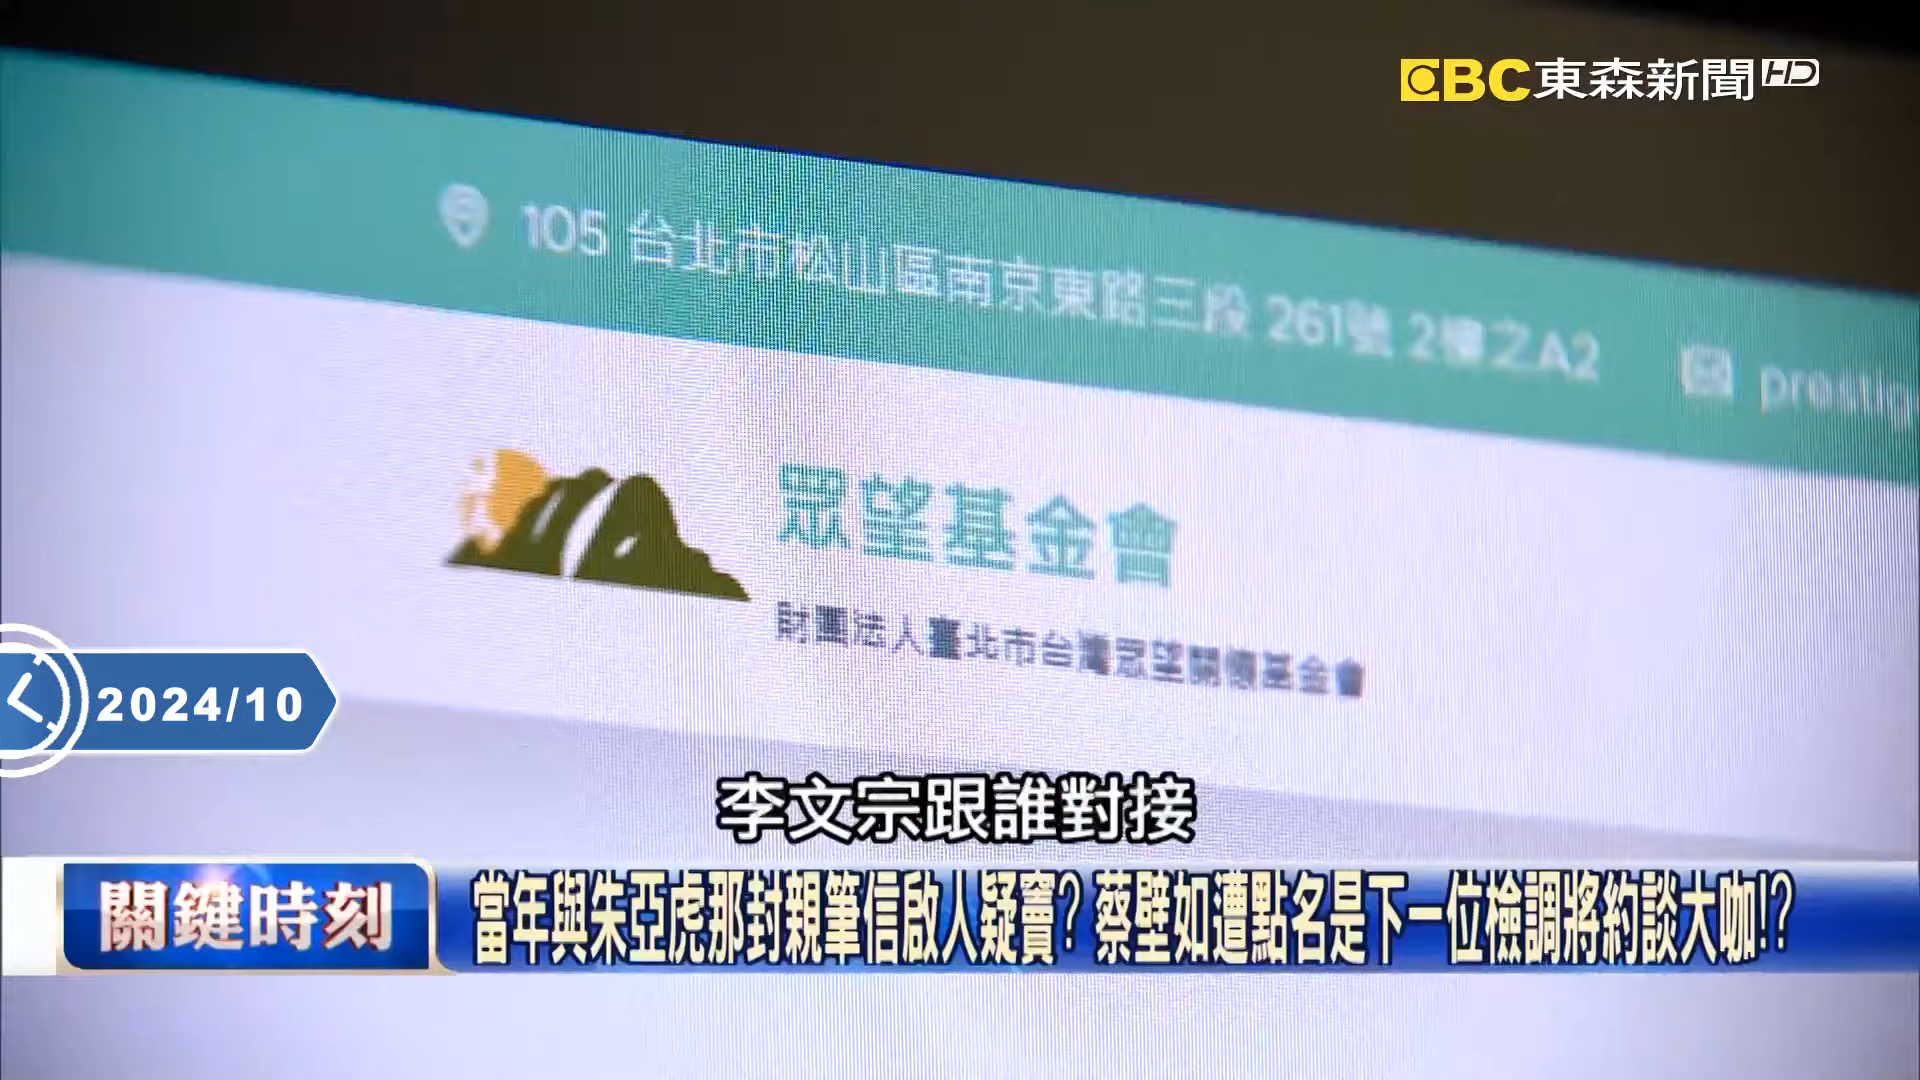 EBC東森新聞HD
105 台北市松山區南京東路三段 261號 2樓之A2
prestig
眾望基金會
財團法人臺北市台灣眾望關懷基金會
2024/10
李文宗跟誰對接
關鍵時刻
當年與朱亞虎那封親筆信啟人疑竇? 蔡壁如遭點名是下一位檢調將約談大咖!?